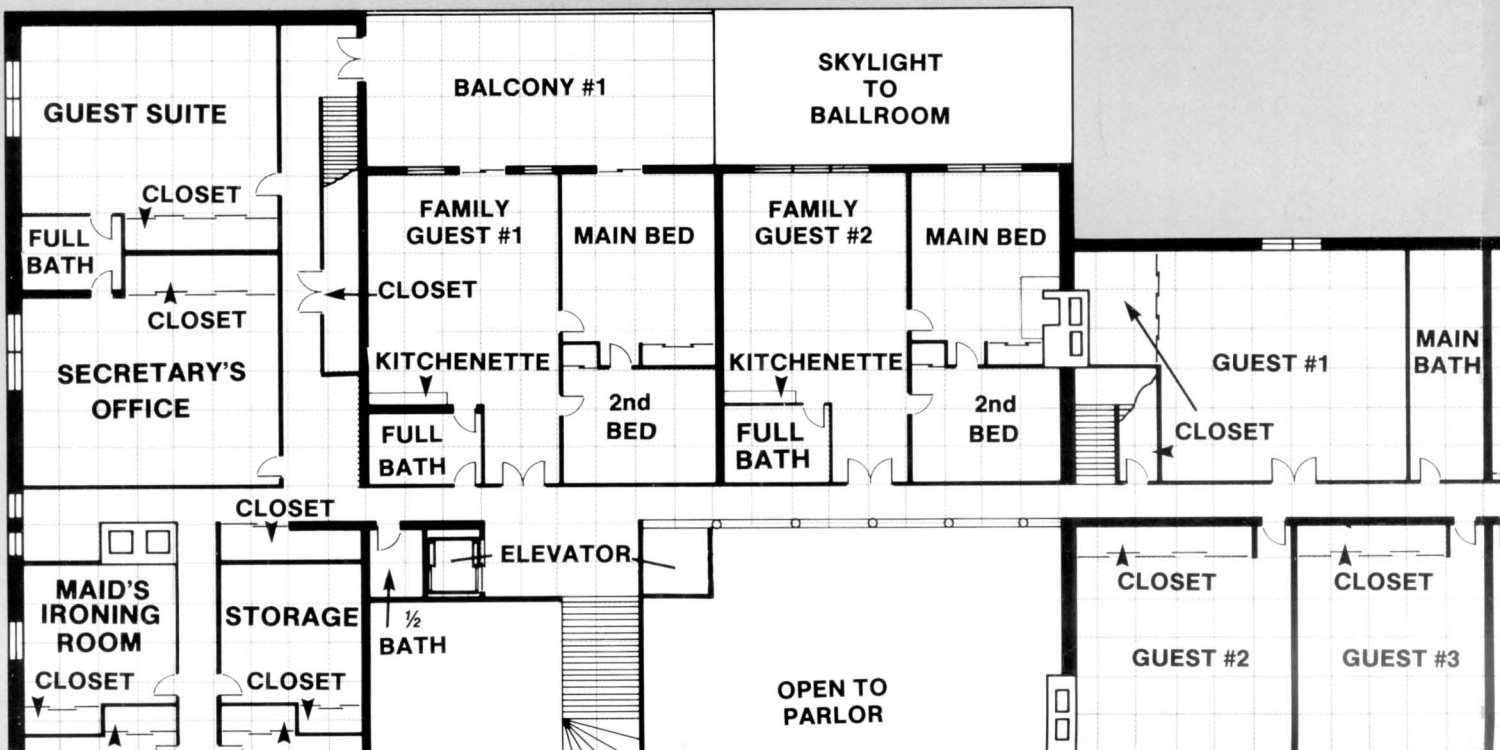 GUEST SUITE
BALCONY #1
SKYLIGHT
TO
BALLROOM
CLOSET
FULL
BATH
CLOSET
SECRETARY'S
OFFICE
CLOSET
FAMILY
GUEST #1
MAIN BED
KITCHENETTE
FULL
BATH
2nd
BED
FAMILY
GUEST #2
MAIN BED
KITCHENETTE
FULL
BATH
2nd
BED
GUEST #1
MAIN
BATH
CLOSET
CLOSET
MAID'S
IRONING
ROOM
CLOSET
STORAGE
CLOSET
ELEVATOR
½
BATH
OPEN TO
PARLOR
CLOSET
GUEST #2
CLOSET
GUEST #3